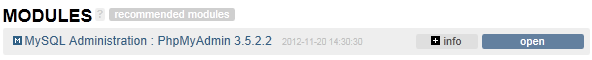 MODULES ? recommended modules
M MySQL Administration : PhpMyAdmin 3.5.2.2 2012-11-20 14:30:30 + info open